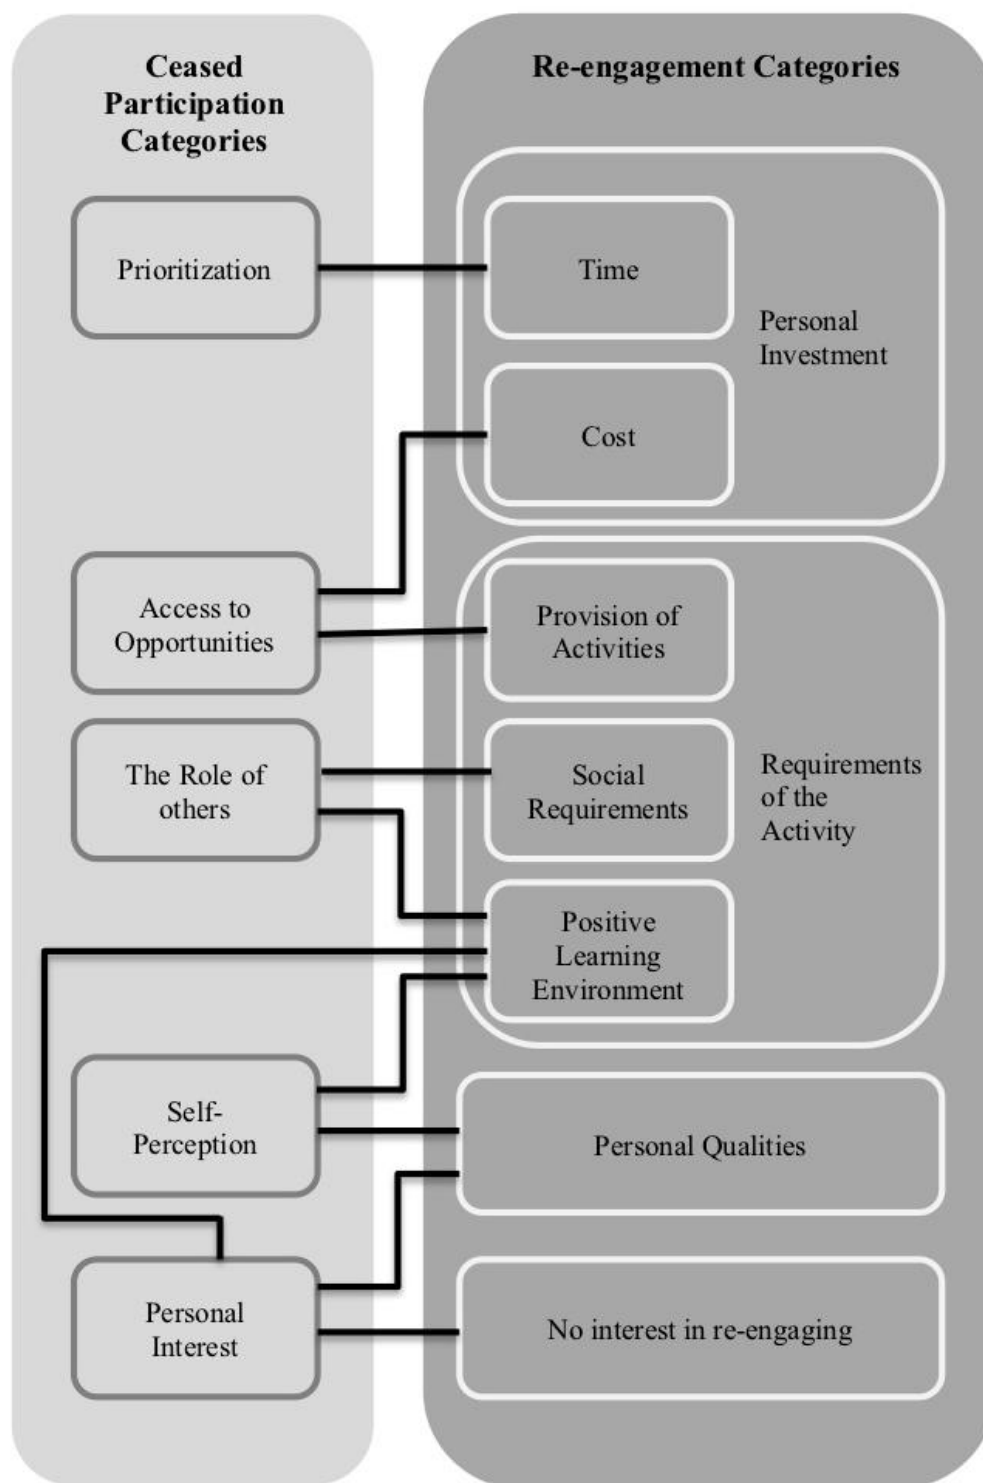 Ceased
Participation
Categories
Re-engagement Categories
Prioritization
Time
Personal
Investment
Cost
Access to
Opportunities
Provision of
Activities
The Role of
others
Social
Requirements
Requirements
of the
Activity
Positive
Learning
Environment
Self-
Perception
Personal Qualities
Personal
Interest
No interest in re-engaging